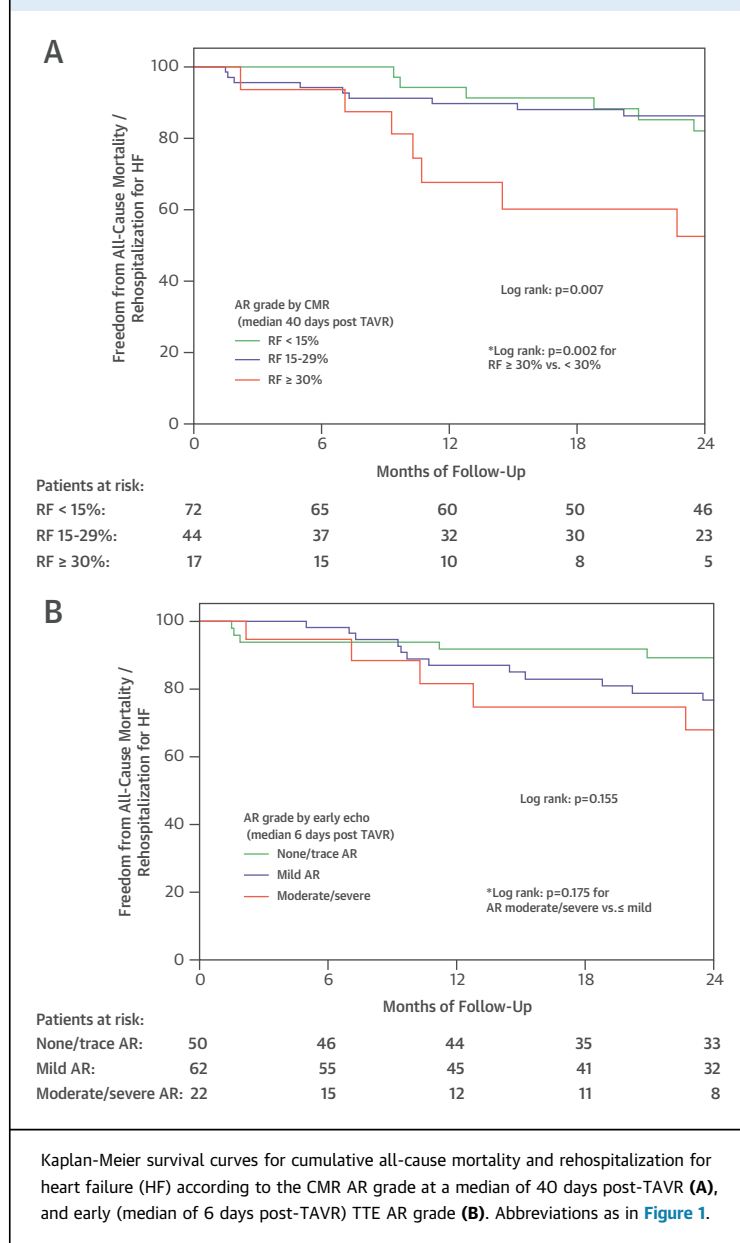 A
Freedom from All-Cause Mortality /
Rehospitalization for HF
100
80
60
40
20
0
AR grade by CMR
(median 40 days post TAVR)
RF < 15%
RF 15-29%
RF ≥ 30%
Log rank: p=0.007
*Log rank: p=0.002 for
RF ≥ 30% vs. < 30%
0 6 12 18 24
Months of Follow-Up
Patients at risk:
RF < 15%: 72 65 60 50 46
RF 15-29%: 44 37 32 30 23
RF ≥ 30%: 17 15 10 8 5
B
Freedom from All-Cause Mortality /
Rehospitalization for HF
100
80
60
40
20
0
AR grade by early echo
(median 6 days post TAVR)
None/trace AR
Mild AR
Moderate/severe
Log rank: p=0.155
*Log rank: p=0.175 for
AR moderate/severe vs.≤ mild
0 6 12 18 24
Months of Follow-Up
Patients at risk:
None/trace AR: 50 46 44 35 33
Mild AR: 62 55 45 41 32
Moderate/severe AR: 22 15 12 11 8
Kaplan-Meier survival curves for cumulative all-cause mortality and rehospitalization for
heart failure (HF) according to the CMR AR grade at a median of 40 days post-TAVR (A),
and early (median of 6 days post-TAVR) TTE AR grade (B). Abbreviations as in Figure 1.